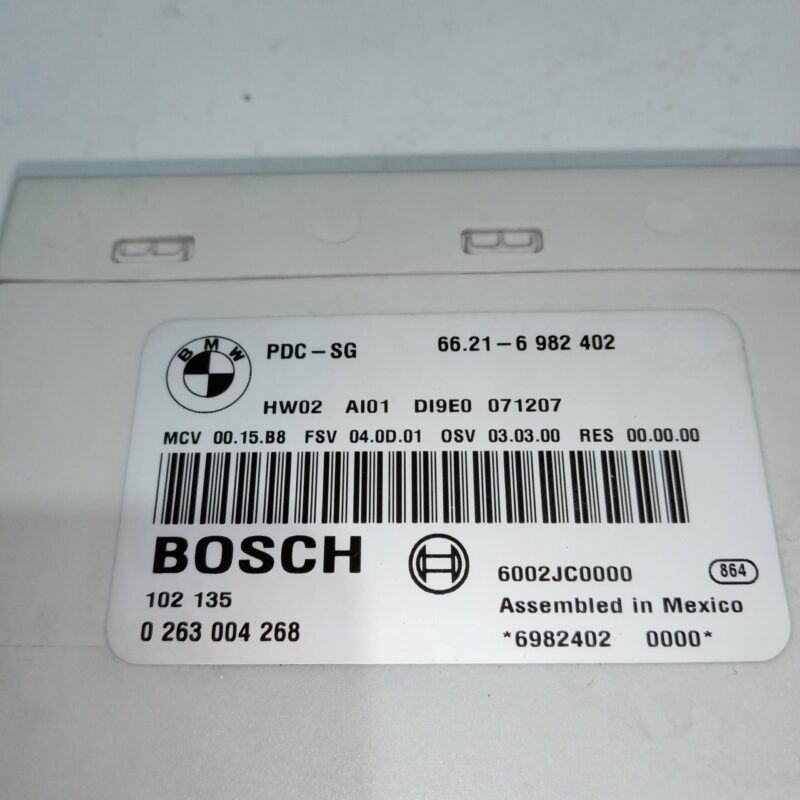 BMW PDC-SG 66.21-6 982 402
HW02 AI01 DI9E0 071207
MCV 00.15.B8 FSV 04.0D.01 OSV 03.03.00 RES 00.00.00
BOSCH
6002JC0000 864
102 135 Assembled in Mexico
0 263 004 268 *6982402 0000*